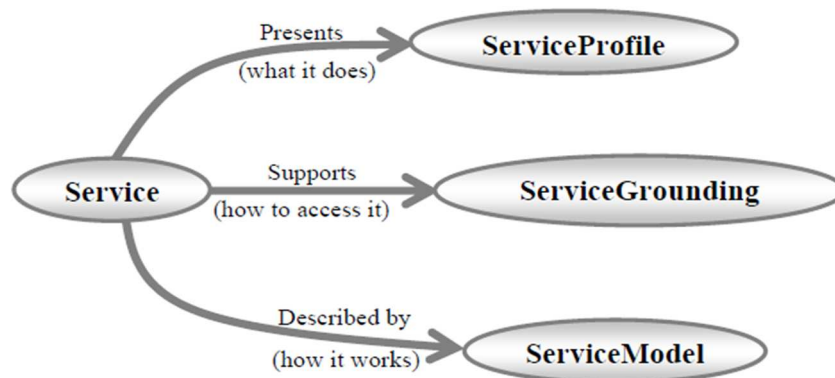 Presents
ServiceProfile
(what it does)
Supports
ServiceGrounding
Service
(how to access it)
Described by
ServiceModel
(how it works)